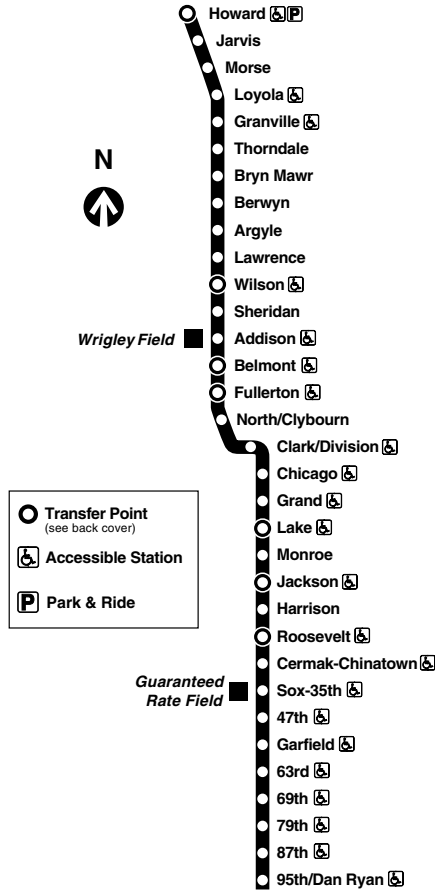 Howard P
Jarvis
Morse
Loyola
Granville
Thorndale
N
Bryn Mawr
Berwyn
Argyle
Lawrence
Wilson
Sheridan
Wrigley Field
Addison
Belmont
Fullerton
North/Clybourn
Clark/Division
Chicago
Grand
Transfer Point
(see back cover)
Accessible Station
P Park & Ride
Lake
Monroe
Jackson
Harrison
Roosevelt
Cermak-Chinatown
Guaranteed
Rate Field
Sox-35th
47th
Garfield
63rd
69th
79th
87th
95th/Dan Ryan